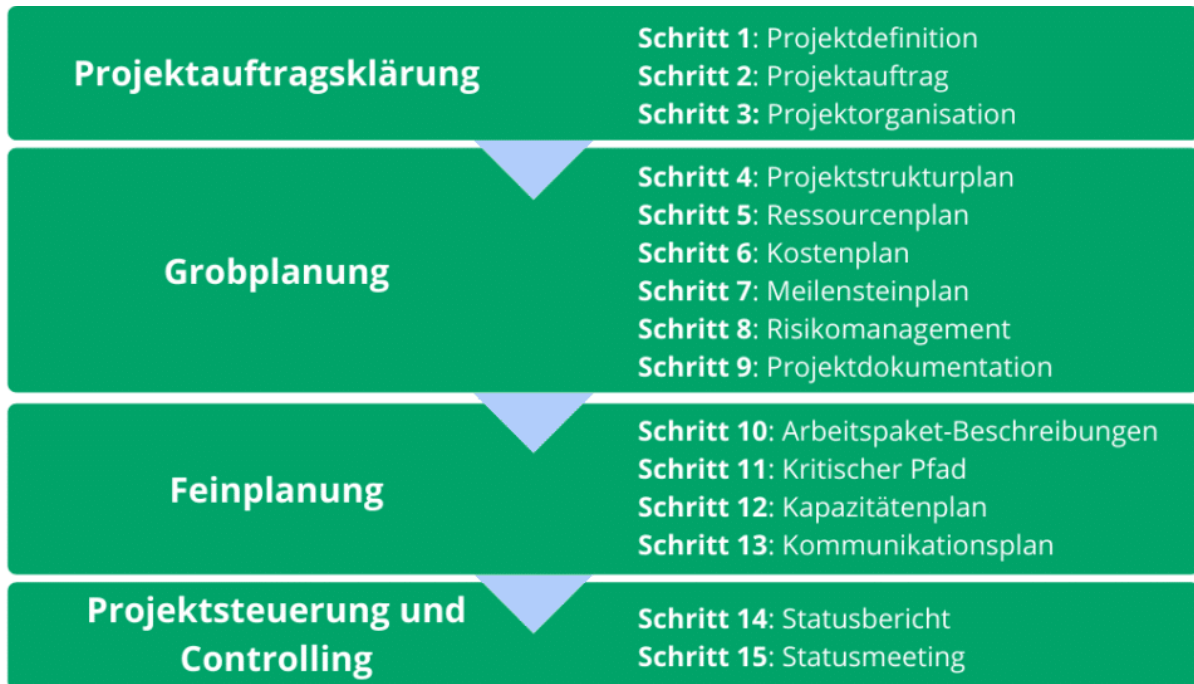 Projektauftragsklärung
Schritt 1: Projektdefinition
Schritt 2: Projektauftrag
Schritt 3: Projektorganisation
Grobplanung
Schritt 4: Projektstrukturplan
Schritt 5: Ressourcenplan
Schritt 6: Kostenplan
Schritt 7: Meilensteinplan
Schritt 8: Risikomanagement
Schritt 9: Projektdokumentation
Feinplanung
Schritt 10: Arbeitspaket-Beschreibungen
Schritt 11: Kritischer Pfad
Schritt 12: Kapazitätenplan
Schritt 13: Kommunikationsplan
Projektsteuerung und
Controlling
Schritt 14: Statusbericht
Schritt 15: Statusmeeting